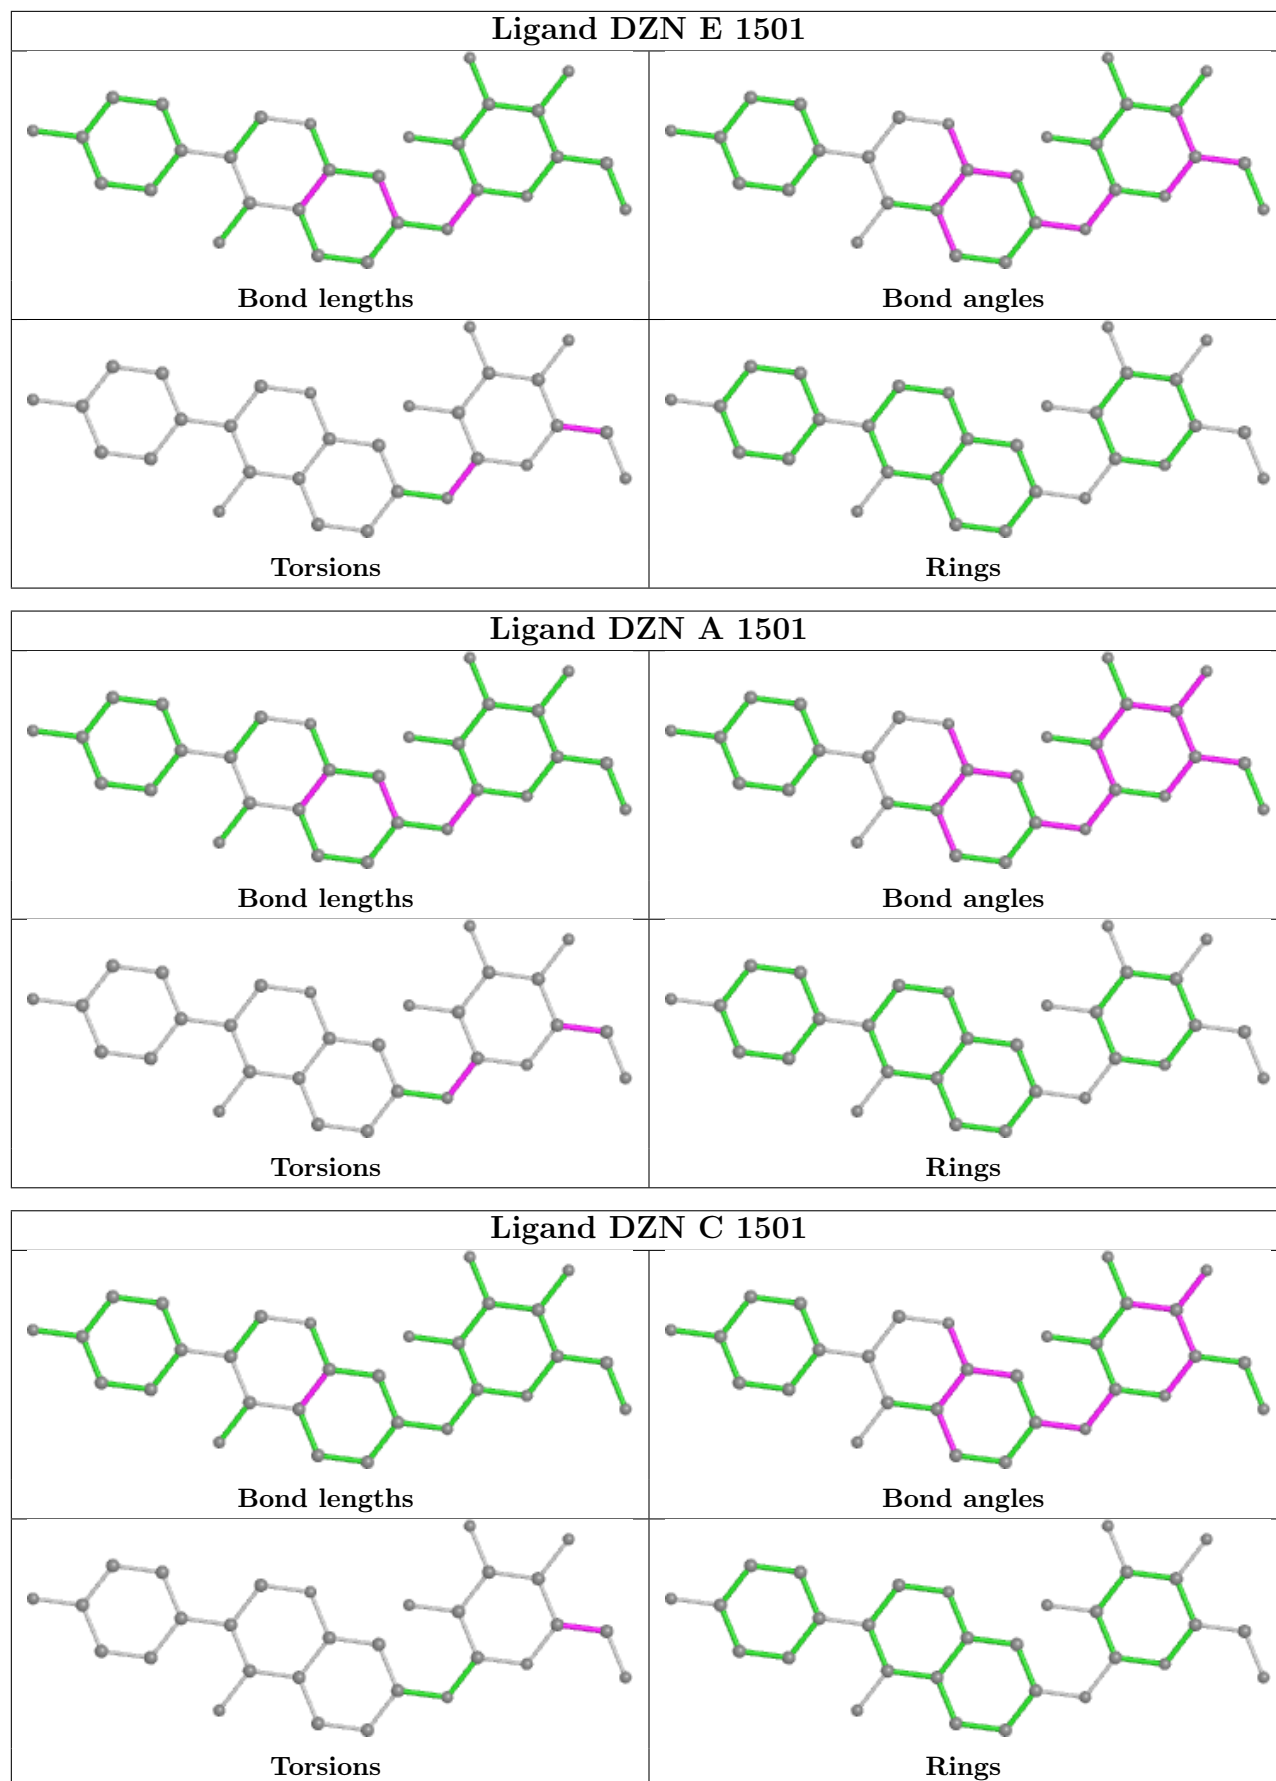 Ligand DZN E 1501
Bond lengths
Bond angles
Torsions
Rings
Ligand DZN A 1501
Bond lengths
Bond angles
Torsions
Rings
Ligand DZN C 1501
Bond lengths
Bond angles
Torsions
Rings